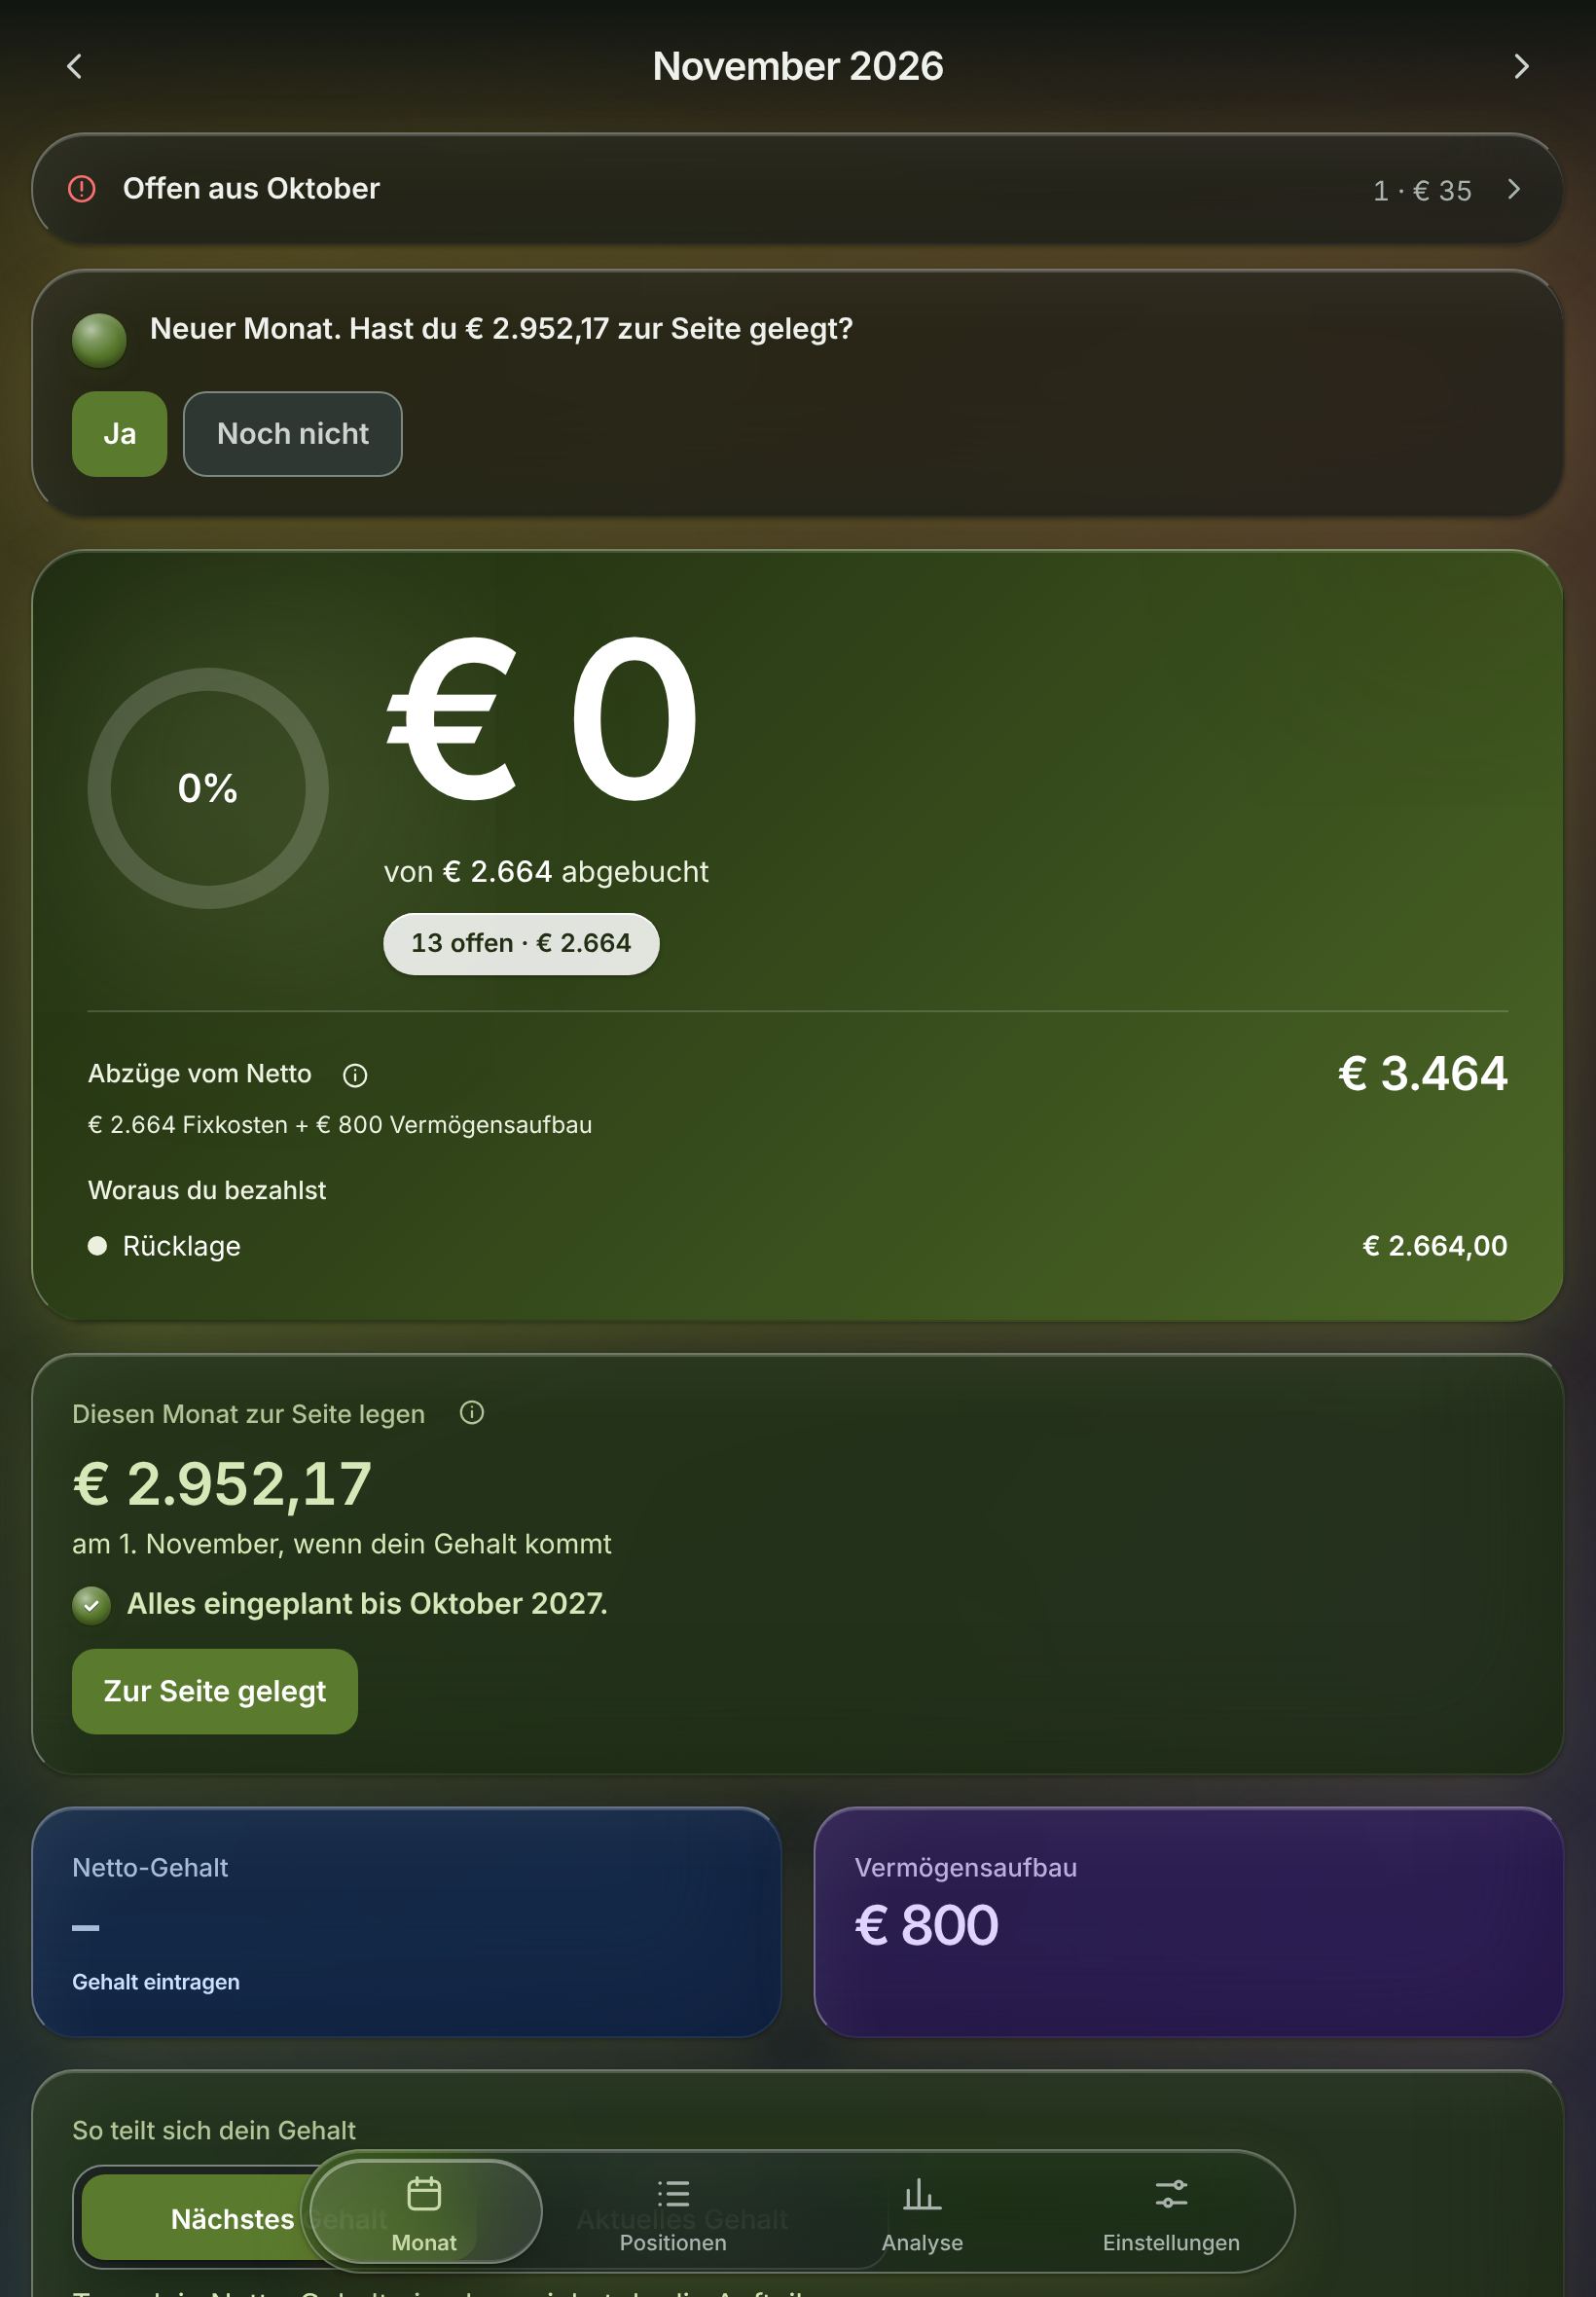 November 2026
Offen aus Oktober
1 · € 35
Neuer Monat. Hast du € 2.952,17 zur Seite gelegt?
Ja
Noch nicht
€ 0
0%
von € 2.664 abgebucht
13 offen · € 2.664
Abzüge vom Netto
€ 3.464
€ 2.664 Fixkosten + € 800 Vermögensaufbau
Woraus du bezahlst
Rücklage
€ 2.664,00
Diesen Monat zur Seite legen
€ 2.952,17
am 1. November, wenn dein Gehalt kommt
Alles eingeplant bis Oktober 2027.
Zur Seite gelegt
Netto-Gehalt
–
Gehalt eintragen
Vermögensaufbau
€ 800
So teilt sich dein Gehalt
Nächstes Gehalt
Aktuelles Gehalt
Monat
Positionen
Analyse
Einstellungen